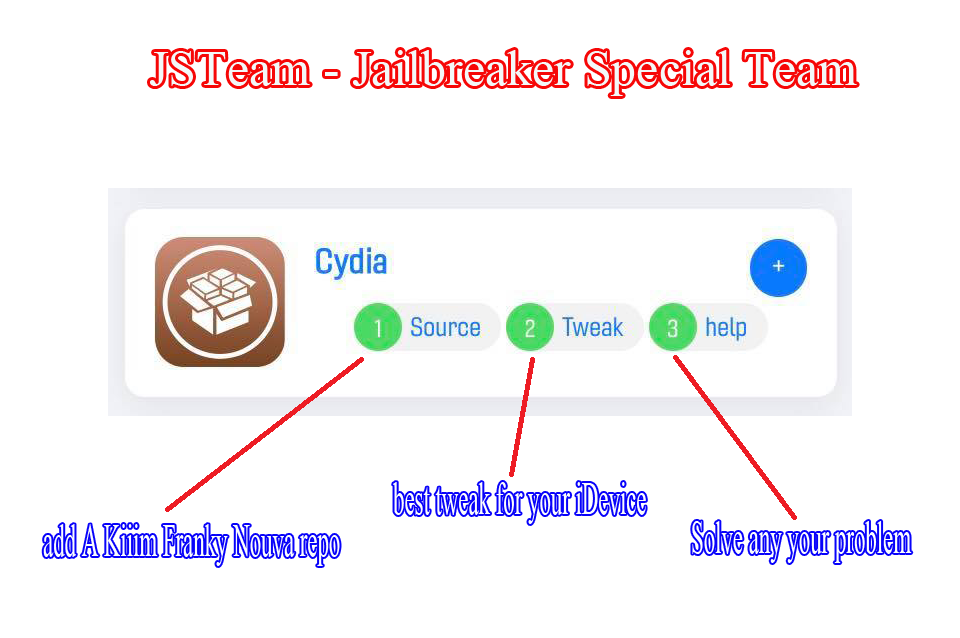 JSTeam - Jailbreaker Special Team
Cydia
+
1 Source 2 Tweak 3 help
best tweak for your iDevice
add A Kiiim Franky Nouva repo
Solve any your problem